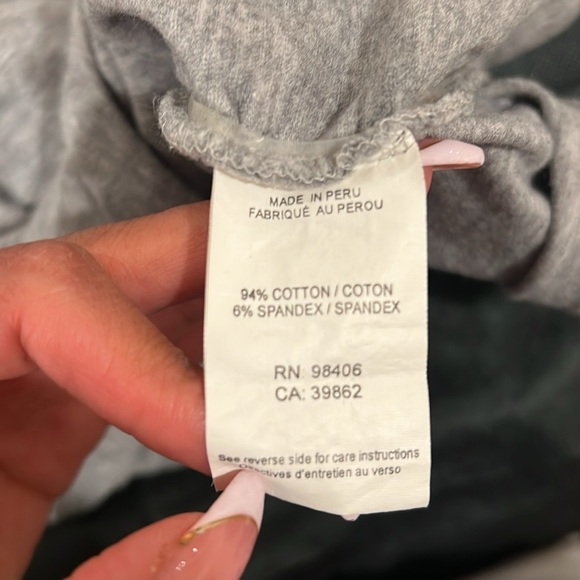 MADE IN PERU
FABRIQUÉ AU PEROU
94% COTTON / COTON
6% SPANDEX / SPANDEX
RN: 98406
CA: 39862
See reverse side for care instructions
d'entretien au verso